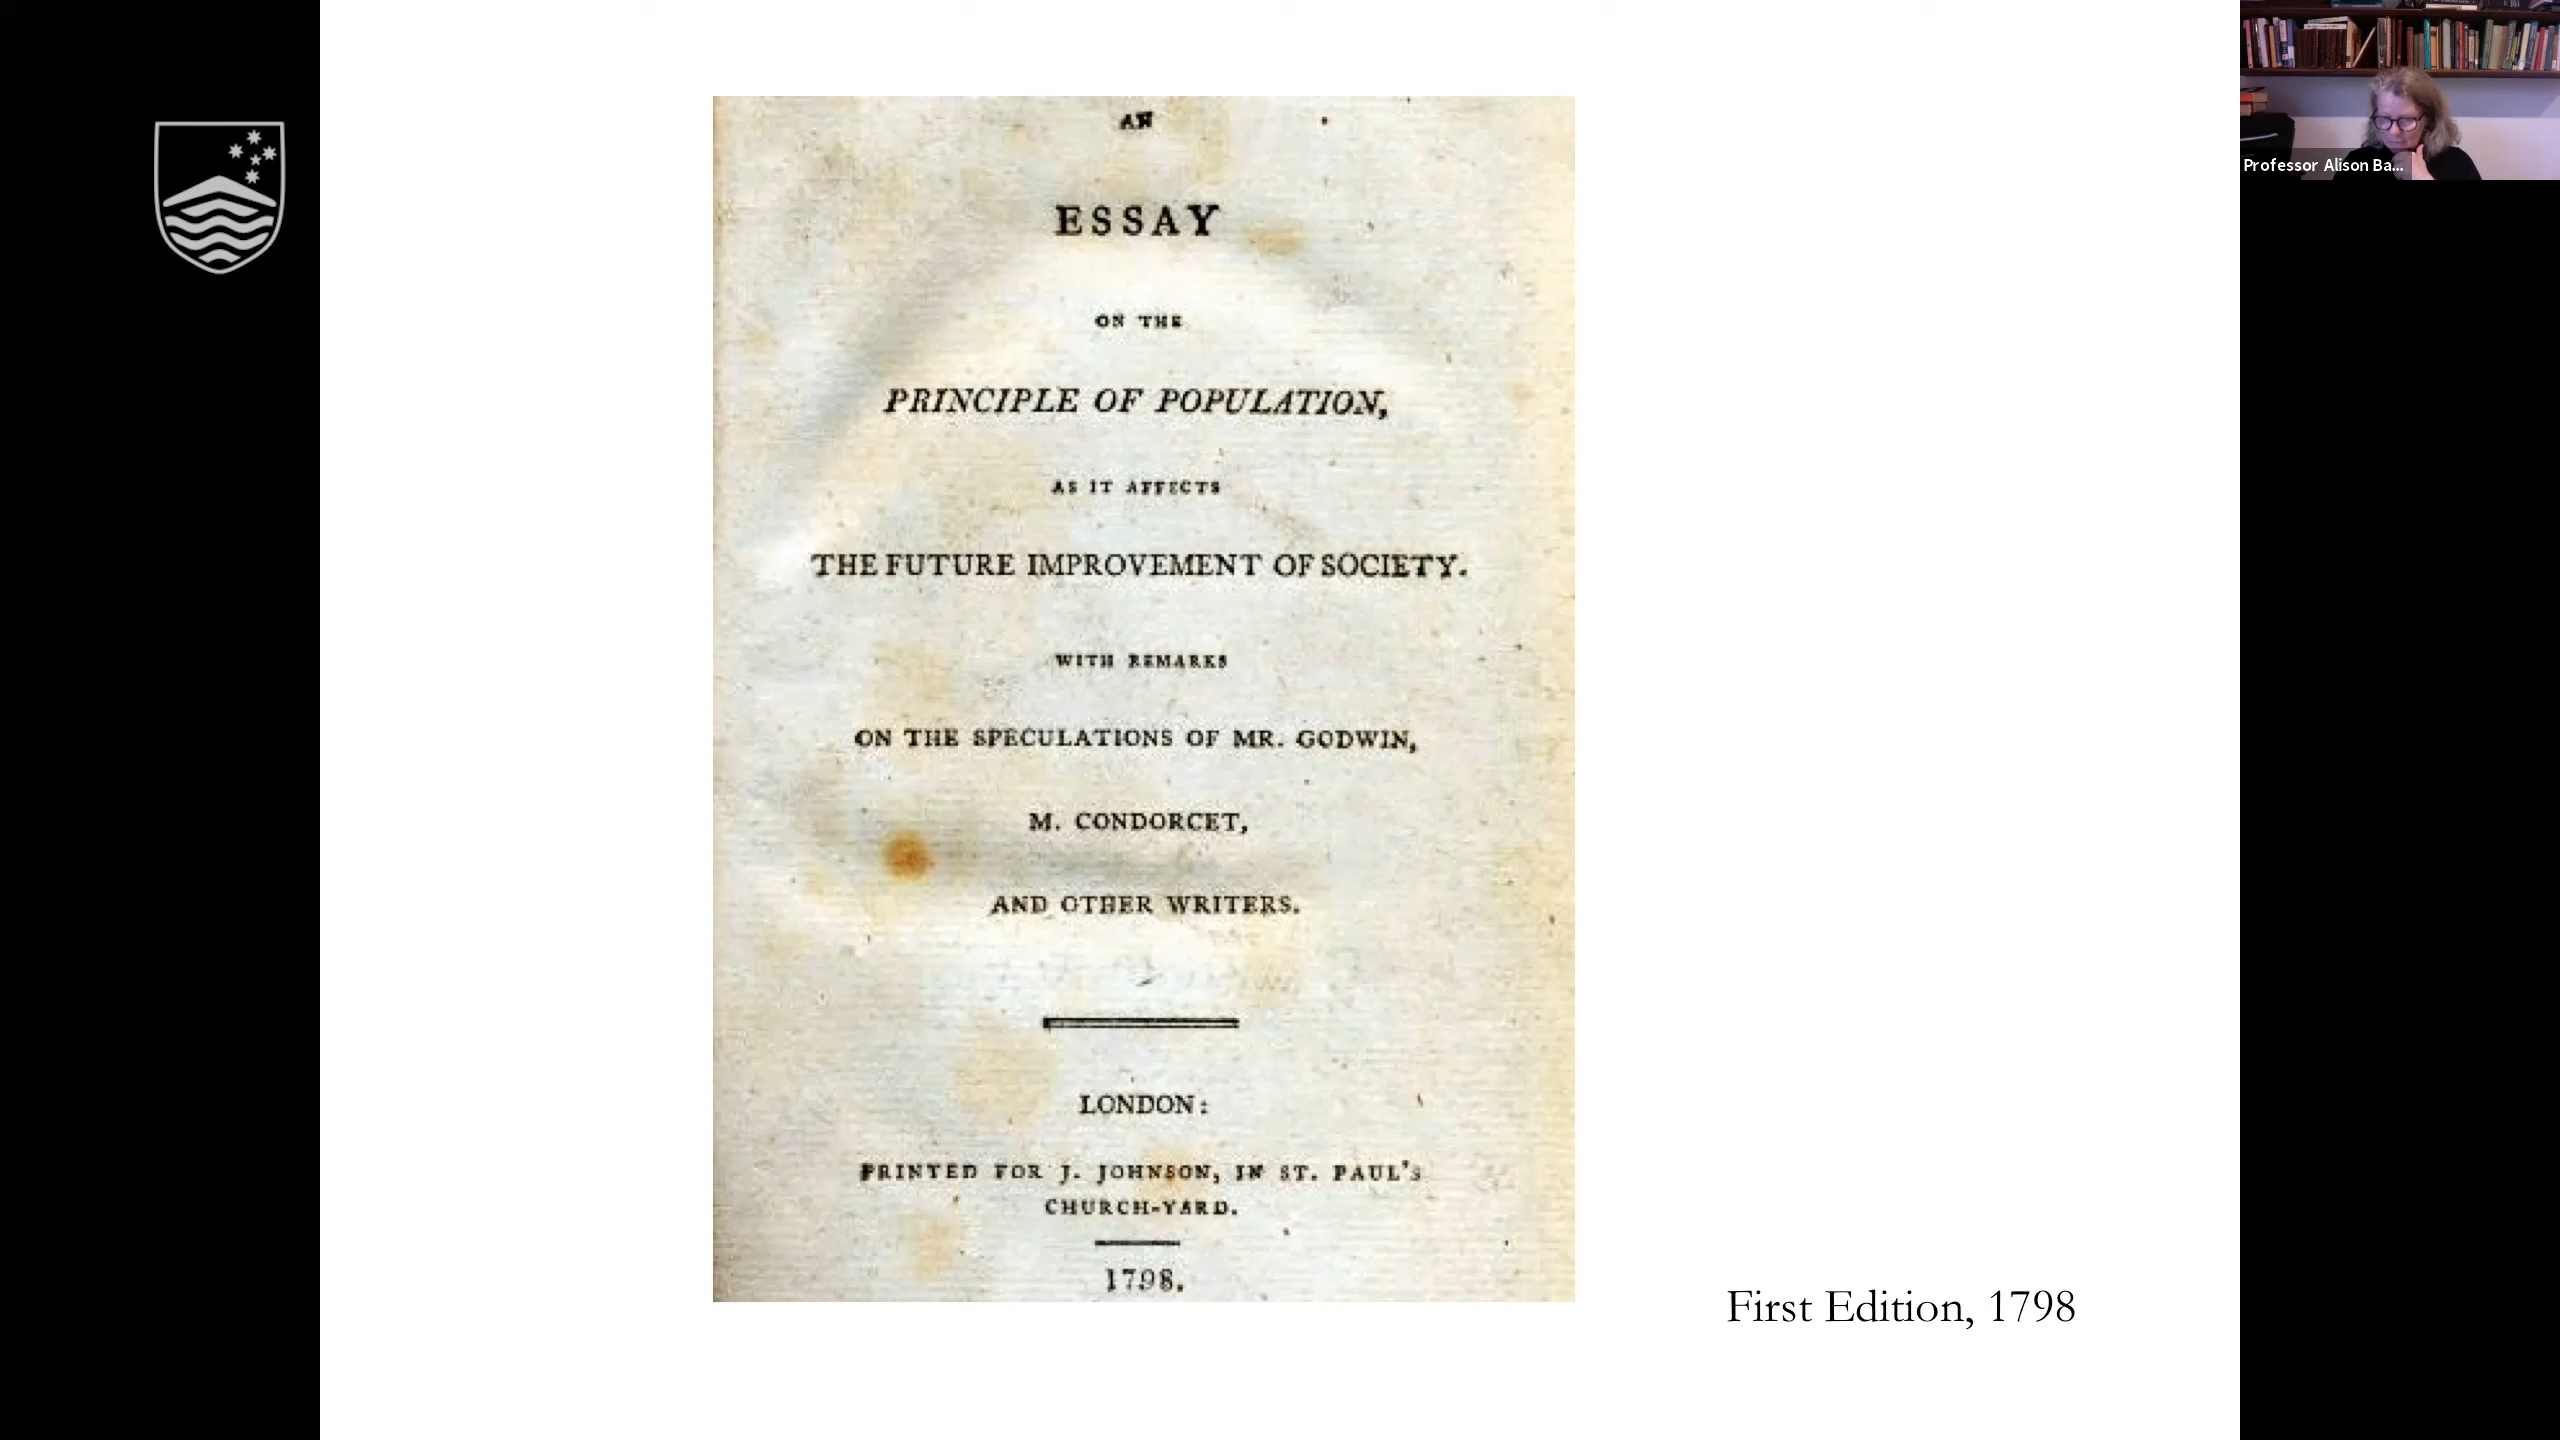 AN
ESSAY
ON THE
PRINCIPLE OF POPULATION,
AS IT AFFECTS
THE FUTURE IMPROVEMENT OF SOCIETY.
WITH REMARKS
ON THE SPECULATIONS OF MR. GODWIN,
M. CONDORCET,
AND OTHER WRITERS.
LONDON:
PRINTED FOR J. JOHNSON, IN ST. PAUL'S
CHURCH-YARD.
1798.
First Edition, 1798
Professor Alison Ba...